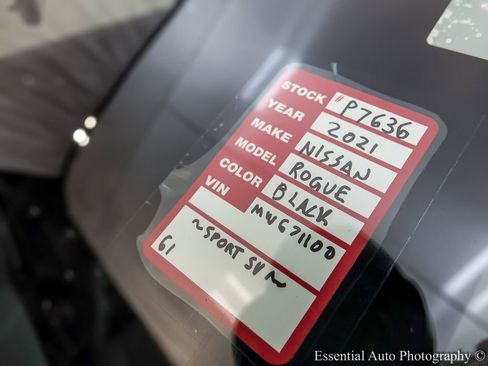 STOCK # P7636
YEAR 2021
MAKE NISSAN
MODEL ROGUE
COLOR BLACK
VIN MW671100
~SPORT SV~
61
Essential Auto Photography ©